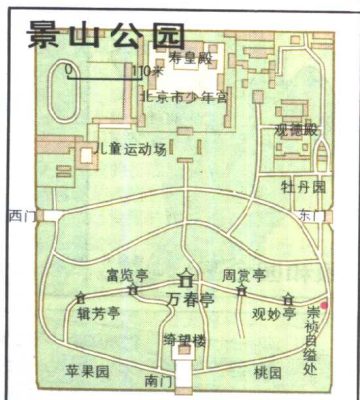 景山公园
寿皇殿
0 110米
北京市少年宫
观德殿
儿童运动场
牡丹园
西门
东门
富览亭
万春亭
周赏亭
辑芳亭
观妙亭
崇祯自缢处
绮望楼
苹果园
南门
桃园